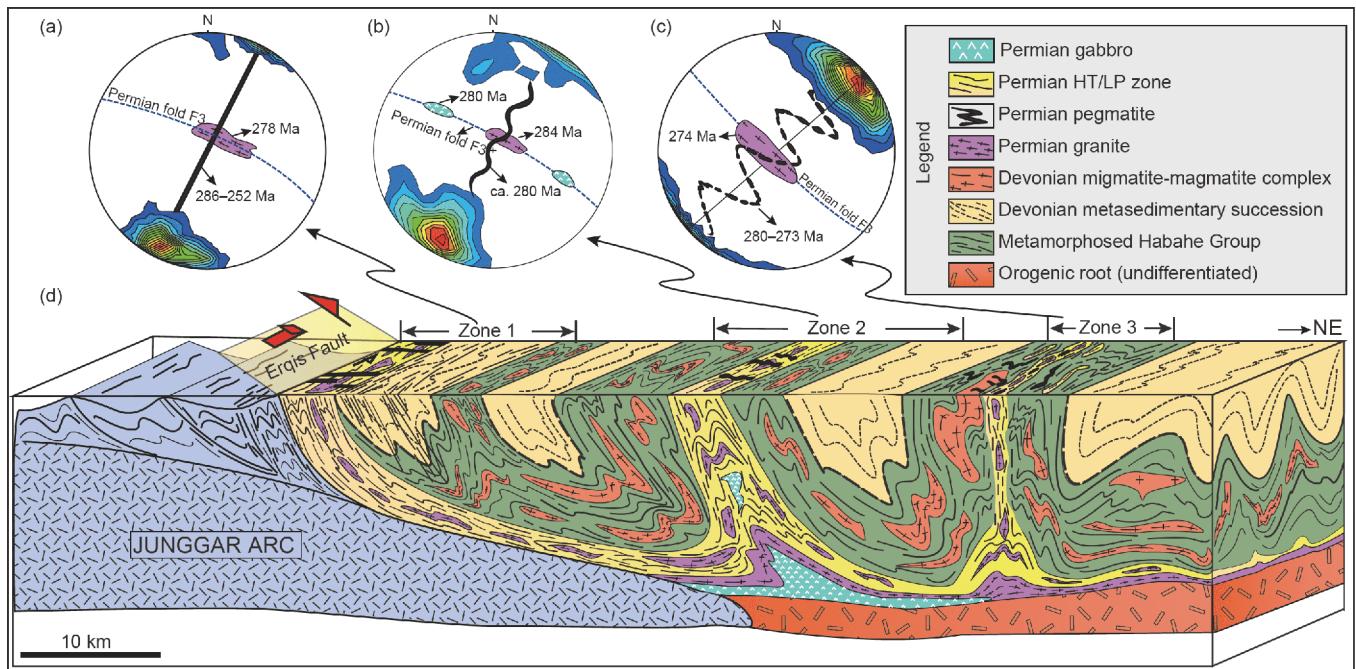 (a)
N
Permian fold F3
278 Ma
286–252 Ma
(b)
N
280 Ma
Permian fold F3
284 Ma
ca. 280 Ma
(c)
N
274 Ma
Permian fold F3
280–273 Ma
Legend
Permian gabbro
Permian HT/LP zone
Permian pegmatite
Permian granite
Devonian migmatite-magmatite complex
Devonian metasedimentary succession
Metamorphosed Habahe Group
Orogenic root (undifferentiated)
(d)
Erqis Fault
Zone 1
Zone 2
Zone 3
NE
JUNGGAR ARC
10 km